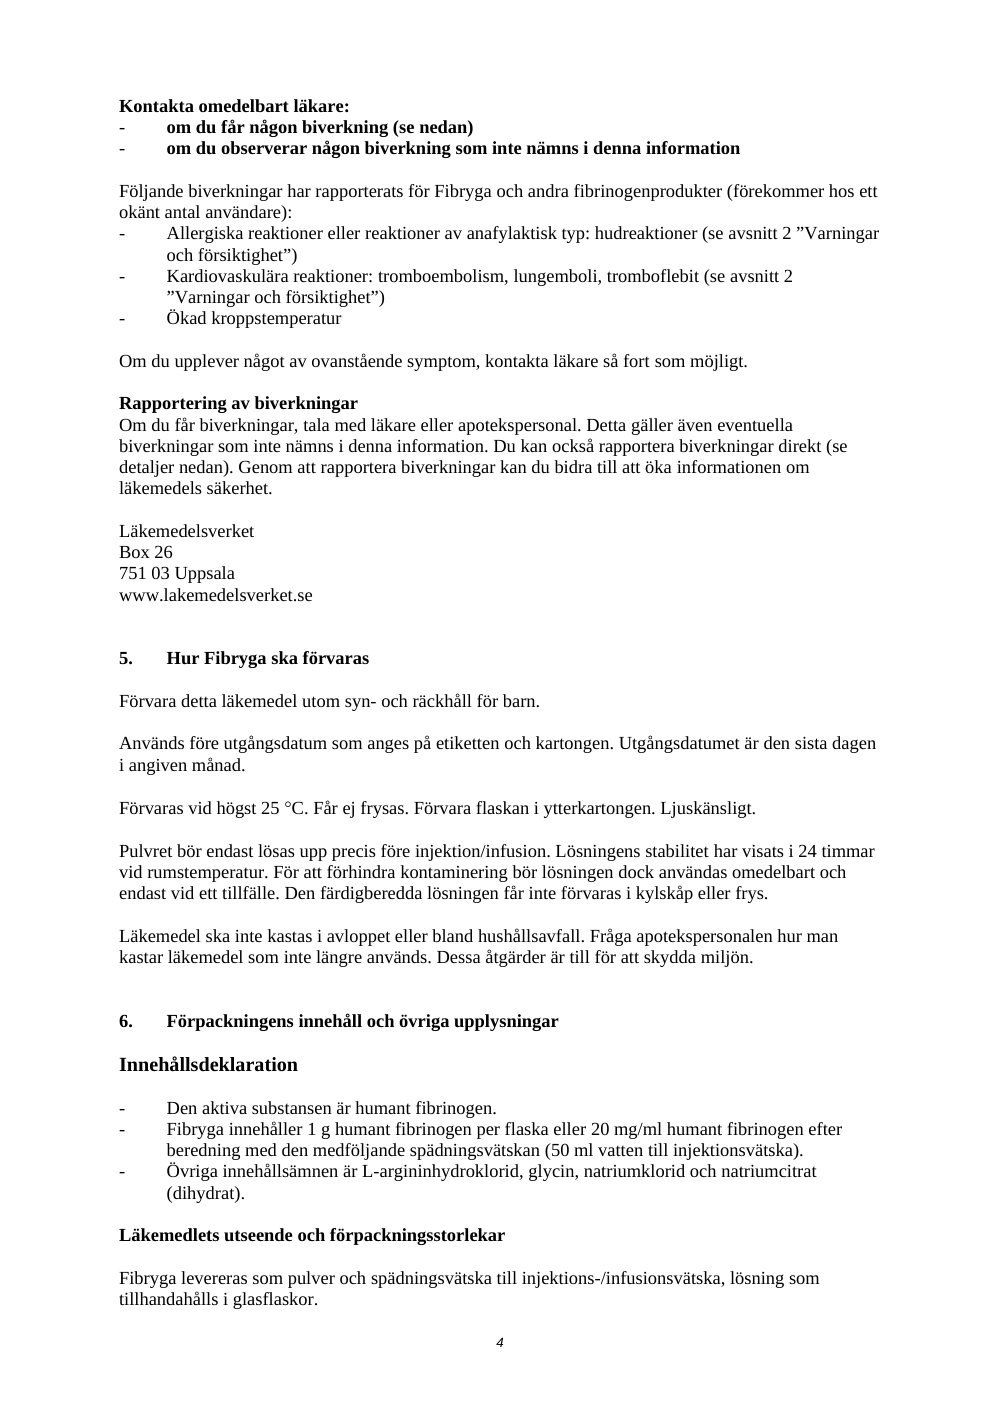 Kontakta omedelbart läkare:
- om du får någon biverkning (se nedan)
- om du observerar någon biverkning som inte nämns i denna information
Följande biverkningar har rapporterats för Fibryga och andra fibrinogenprodukter (förekommer hos ett
okänt antal användare):
- Allergiska reaktioner eller reaktioner av anafylaktisk typ: hudreaktioner (se avsnitt 2 ”Varningar
och försiktighet”)
- Kardiovaskulära reaktioner: tromboembolism, lungemboli, tromboflebit (se avsnitt 2
”Varningar och försiktighet”)
- Ökad kroppstemperatur
Om du upplever något av ovanstående symptom, kontakta läkare så fort som möjligt.
Rapportering av biverkningar
Om du får biverkningar, tala med läkare eller apotekspersonal. Detta gäller även eventuella
biverkningar som inte nämns i denna information. Du kan också rapportera biverkningar direkt (se
detaljer nedan). Genom att rapportera biverkningar kan du bidra till att öka informationen om
läkemedels säkerhet.
Läkemedelsverket
Box 26
751 03 Uppsala
www.lakemedelsverket.se
5. Hur Fibryga ska förvaras
Förvara detta läkemedel utom syn- och räckhåll för barn.
Används före utgångsdatum som anges på etiketten och kartongen. Utgångsdatumet är den sista dagen
i angiven månad.
Förvaras vid högst 25 °C. Får ej frysas. Förvara flaskan i ytterkartongen. Ljuskänsligt.
Pulvret bör endast lösas upp precis före injektion/infusion. Lösningens stabilitet har visats i 24 timmar
vid rumstemperatur. För att förhindra kontaminering bör lösningen dock användas omedelbart och
endast vid ett tillfälle. Den färdigberedda lösningen får inte förvaras i kylskåp eller frys.
Läkemedel ska inte kastas i avloppet eller bland hushållsavfall. Fråga apotekspersonalen hur man
kastar läkemedel som inte längre används. Dessa åtgärder är till för att skydda miljön.
6. Förpackningens innehåll och övriga upplysningar
Innehållsdeklaration
- Den aktiva substansen är humant fibrinogen.
- Fibryga innehåller 1 g humant fibrinogen per flaska eller 20 mg/ml humant fibrinogen efter
beredning med den medföljande spädningsvätskan (50 ml vatten till injektionsvätska).
- Övriga innehållsämnen är L-argininhydroklorid, glycin, natriumklorid och natriumcitrat
(dihydrat).
Läkemedlets utseende och förpackningsstorlekar
Fibryga levereras som pulver och spädningsvätska till injektions-/infusionsvätska, lösning som
tillhandahålls i glasflaskor.
4